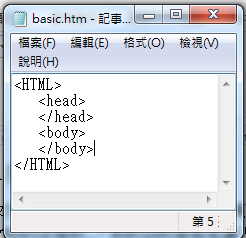 basic.htm - 記事...
檔案(F) 編輯(E) 格式(O) 檢視(V)
說明(H)
<HTML>
   <head>
   </head>
   <body>
   </body>
</HTML>
第 5